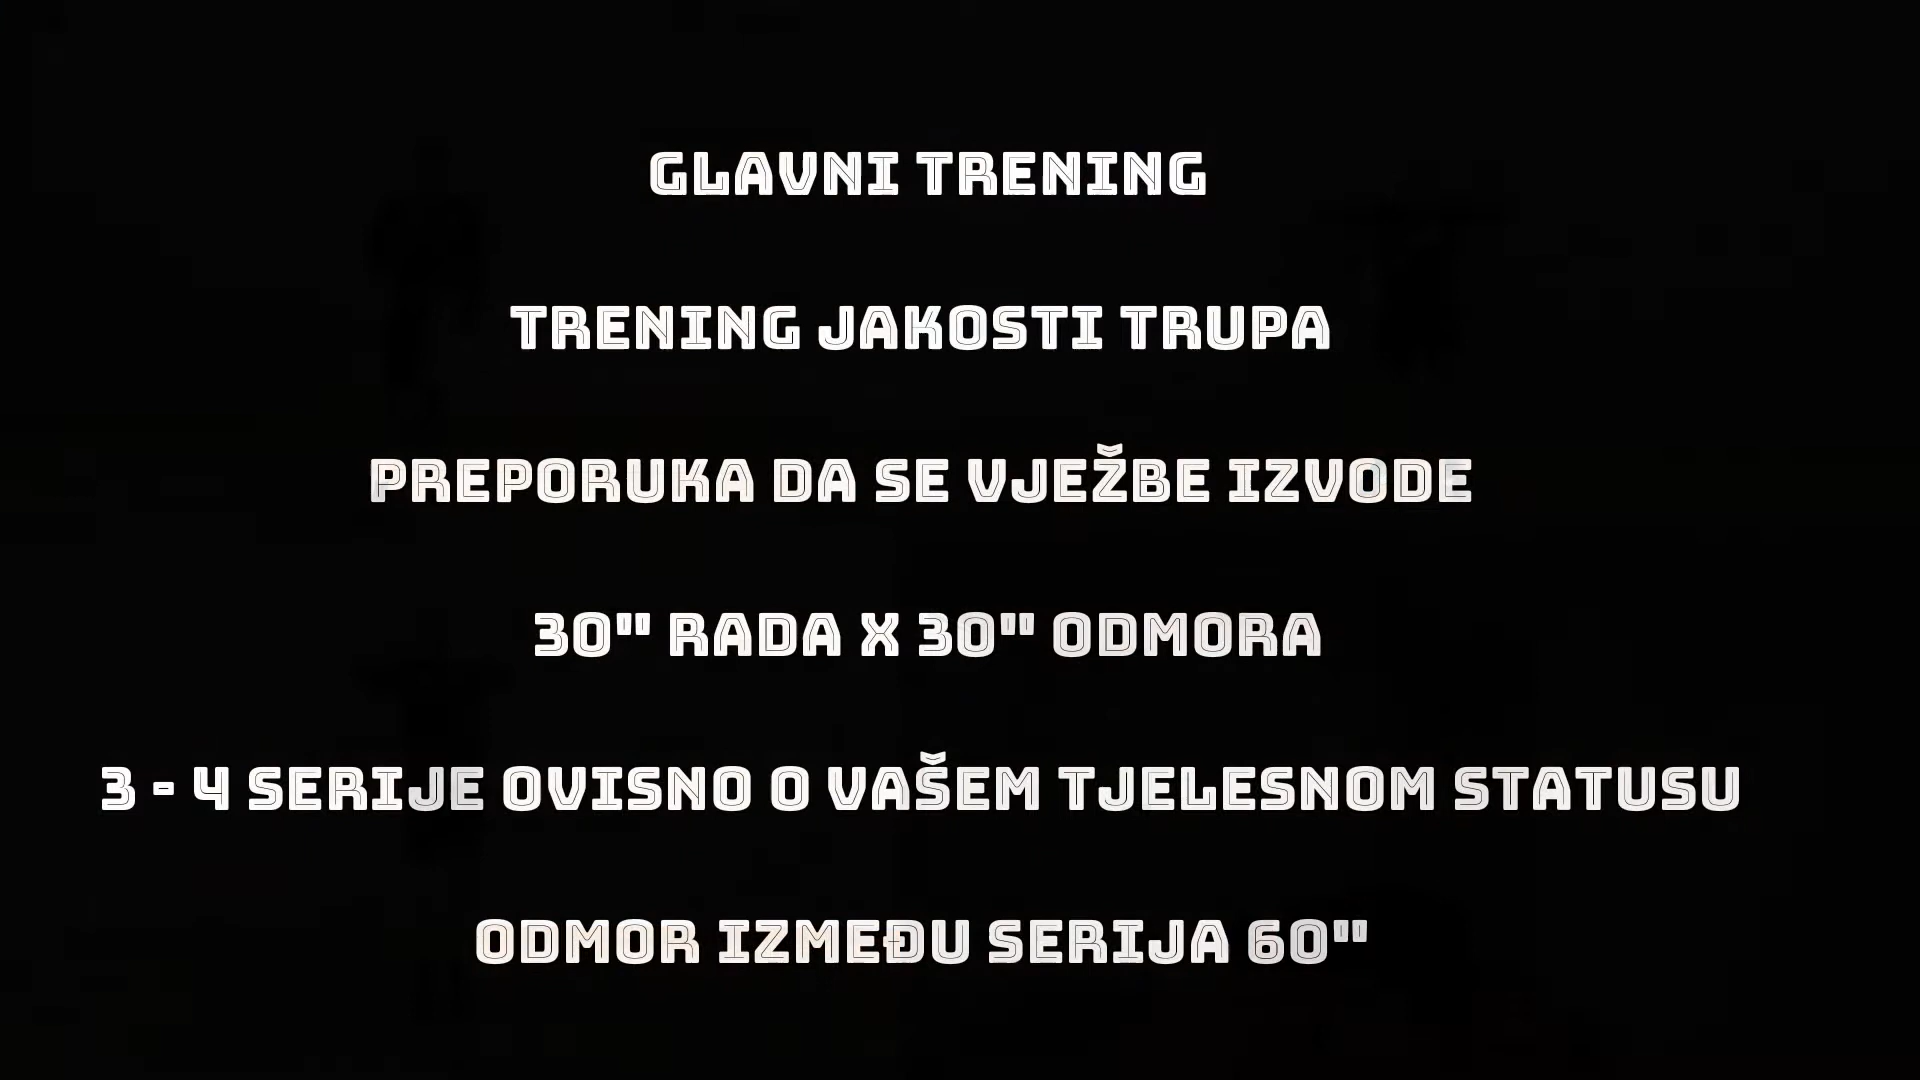 GLAVNI TRENING
TRENING JAKOSTI TRUPA
PREPORUKA DA SE VJEŽBE IZVODE
30" RADA X 30" ODMORA
3 - 4 SERIJE OVISNO O VAŠEM TJELESNOM STATUSU
ODMOR IZMEĐU SERIJA 60"